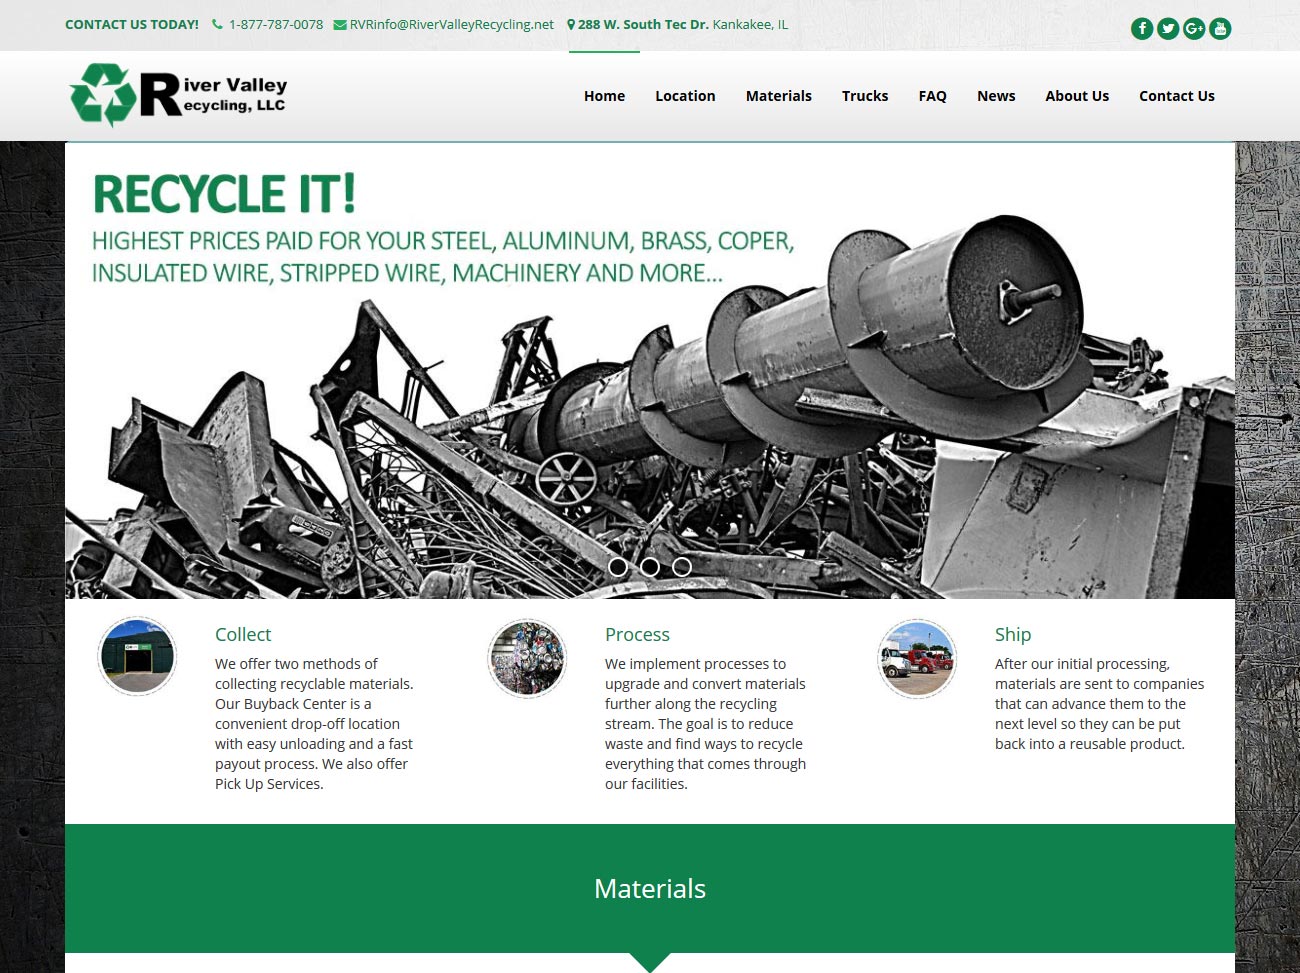 CONTACT US TODAY! 1-877-787-0078 RVRinfo@RiverValleyRecycling.net 288 W. South Tec Dr. Kankakee, IL
River Valley
Recycling, LLC
Home Location Materials Trucks FAQ News About Us Contact Us
RECYCLE IT!
HIGHEST PRICES PAID FOR YOUR STEEL, ALUMINUM, BRASS, COPER,
INSULATED WIRE, STRIPPED WIRE, MACHINERY AND MORE...
Collect
We offer two methods of
collecting recyclable materials.
Our Buyback Center is a
convenient drop-off location
with easy unloading and a fast
payout process. We also offer
Pick Up Services.
Process
We implement processes to
upgrade and convert materials
further along the recycling
stream. The goal is to reduce
waste and find ways to recycle
everything that comes through
our facilities.
Ship
After our initial processing,
materials are sent to companies
that can advance them to the
next level so they can be put
back into a reusable product.
Materials